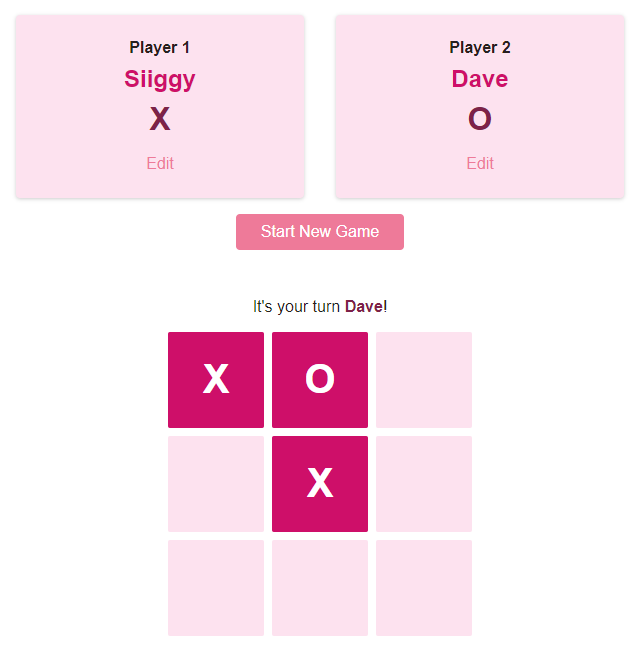 Player 1
Siiggy
X
Edit
Player 2
Dave
O
Edit
Start New Game
It's your turn Dave!
X O
X